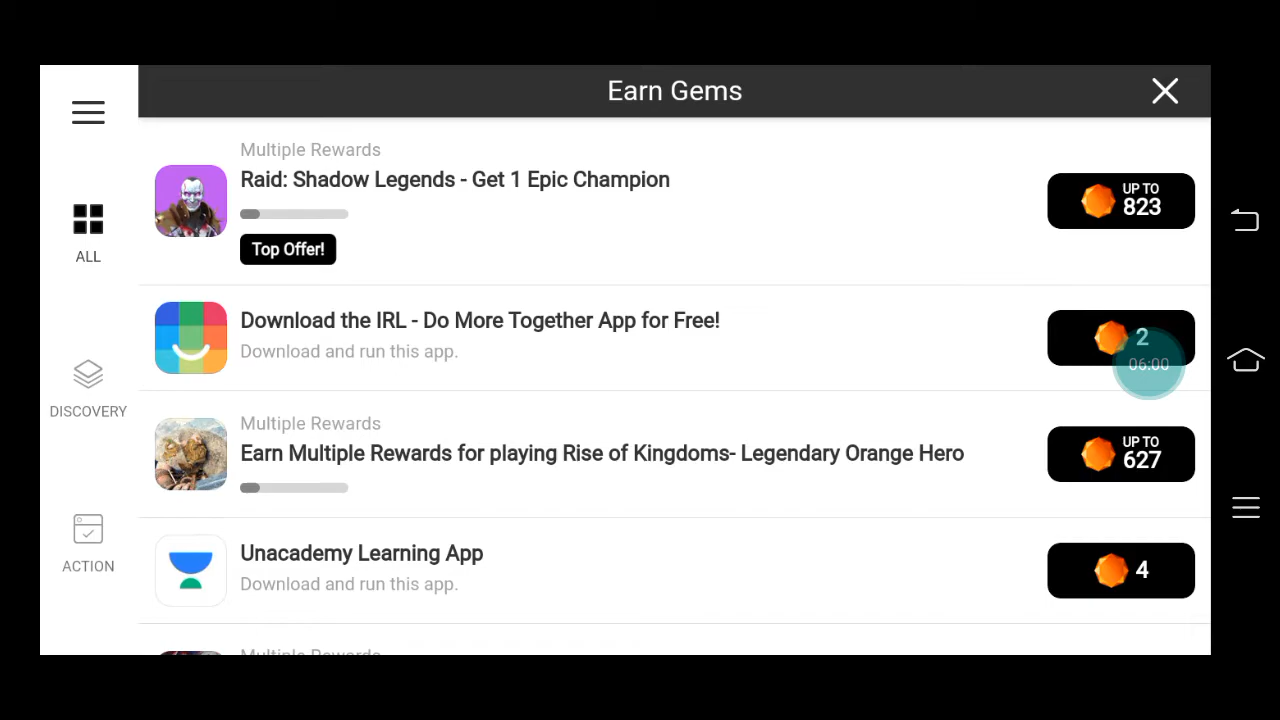 Earn Gems
ALL
DISCOVERY
ACTION
Multiple Rewards
Raid: Shadow Legends - Get 1 Epic Champion
Top Offer!
UP TO
823
Download the IRL - Do More Together App for Free!
Download and run this app.
2
06:00
Multiple Rewards
Earn Multiple Rewards for playing Rise of Kingdoms- Legendary Orange Hero
UP TO
627
Unacademy Learning App
Download and run this app.
4
Multiple Rewards